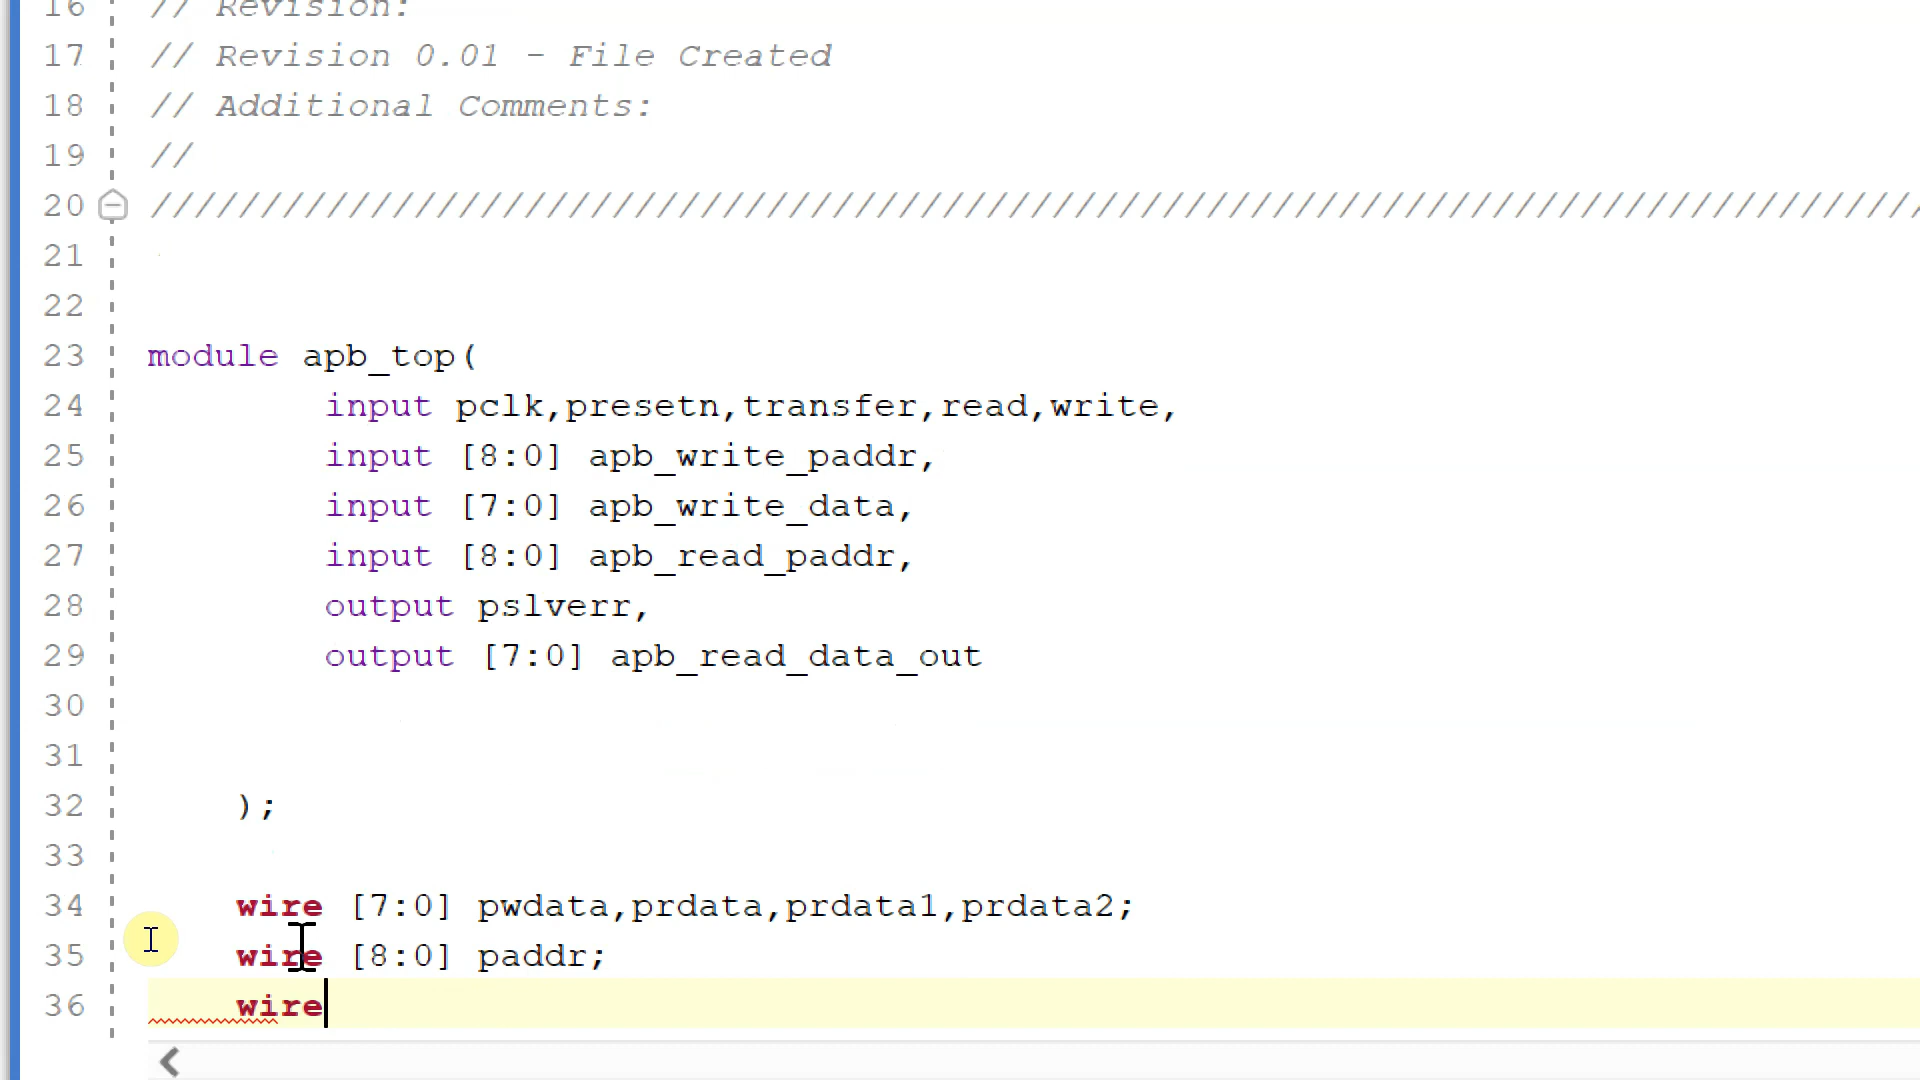 16 // Revision:
17 // Revision 0.01 - File Created
18 // Additional Comments:
19 //
20 ////////////////////////////////////////////////////////////////////////////////
21
22
23 module apb_top(
24 input pclk,presetn,transfer,read,write,
25 input [8:0] apb_write_paddr,
26 input [7:0] apb_write_data,
27 input [8:0] apb_read_paddr,
28 output pslverr,
29 output [7:0] apb_read_data_out
30
31
32 );
33
34 wire [7:0] pwdata,prdata,prdata1,prdata2;
35 wire [8:0] paddr;
36 wire